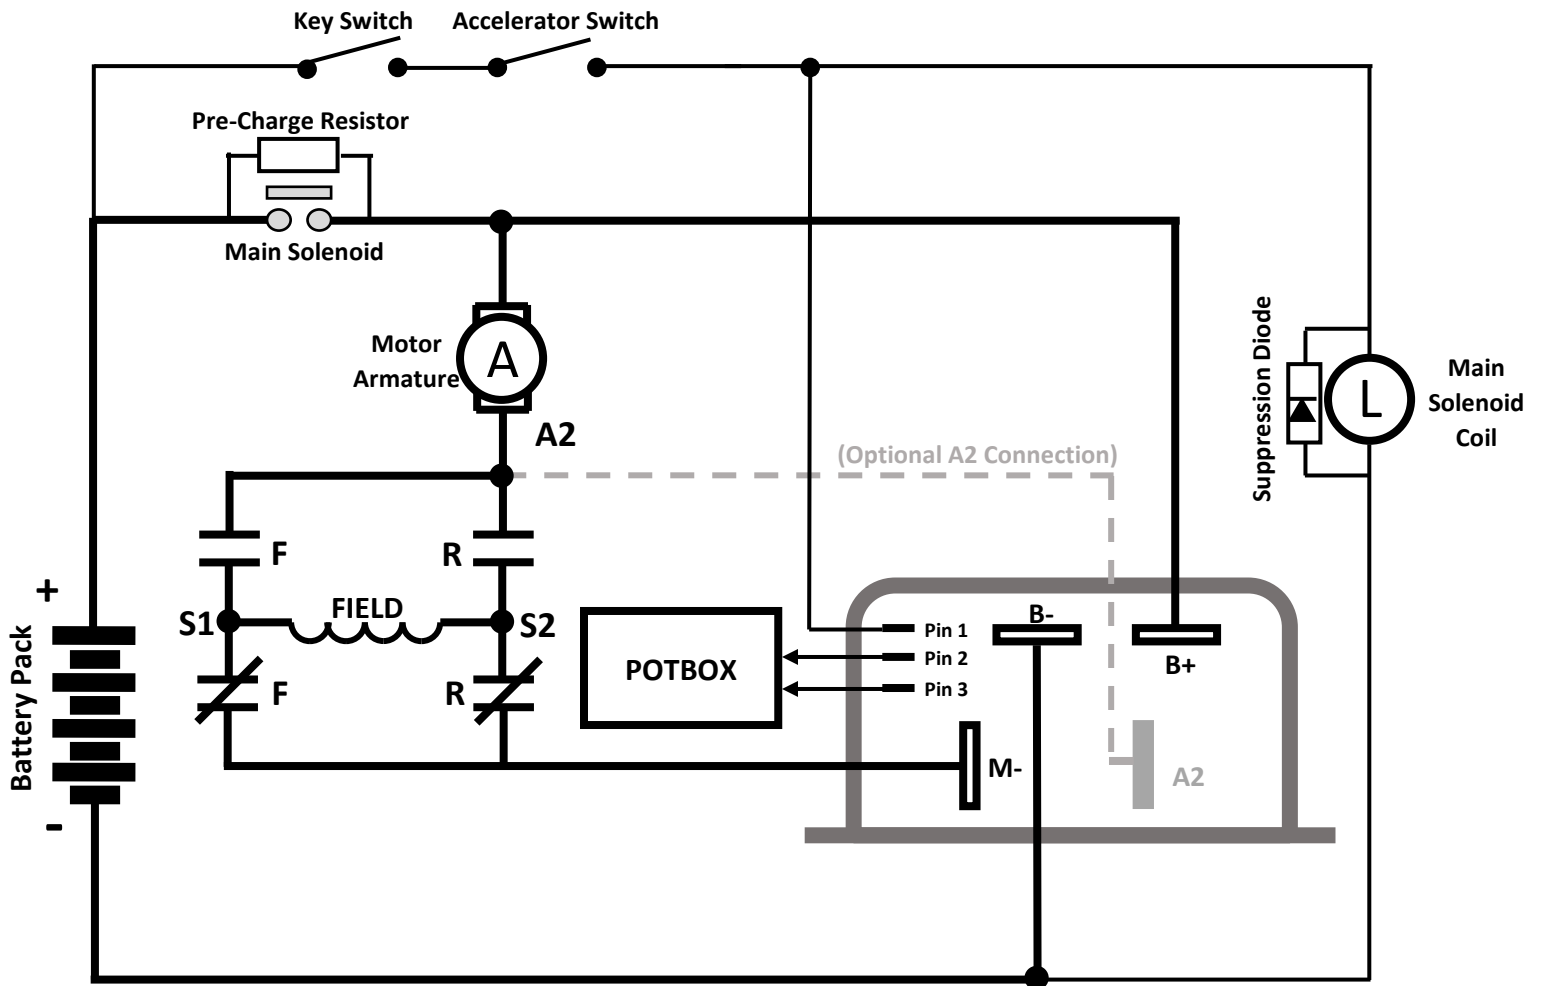 Key Switch
Accelerator Switch
Pre-Charge Resistor
Main Solenoid
Motor
Armature
A
A2
(Optional A2 Connection)
Suppression Diode
L
Main
Solenoid
Coil
F
R
+
Battery Pack
-
S1
FIELD
S2
F
R
POTBOX
Pin 1
Pin 2
Pin 3
B-
B+
M-
A2